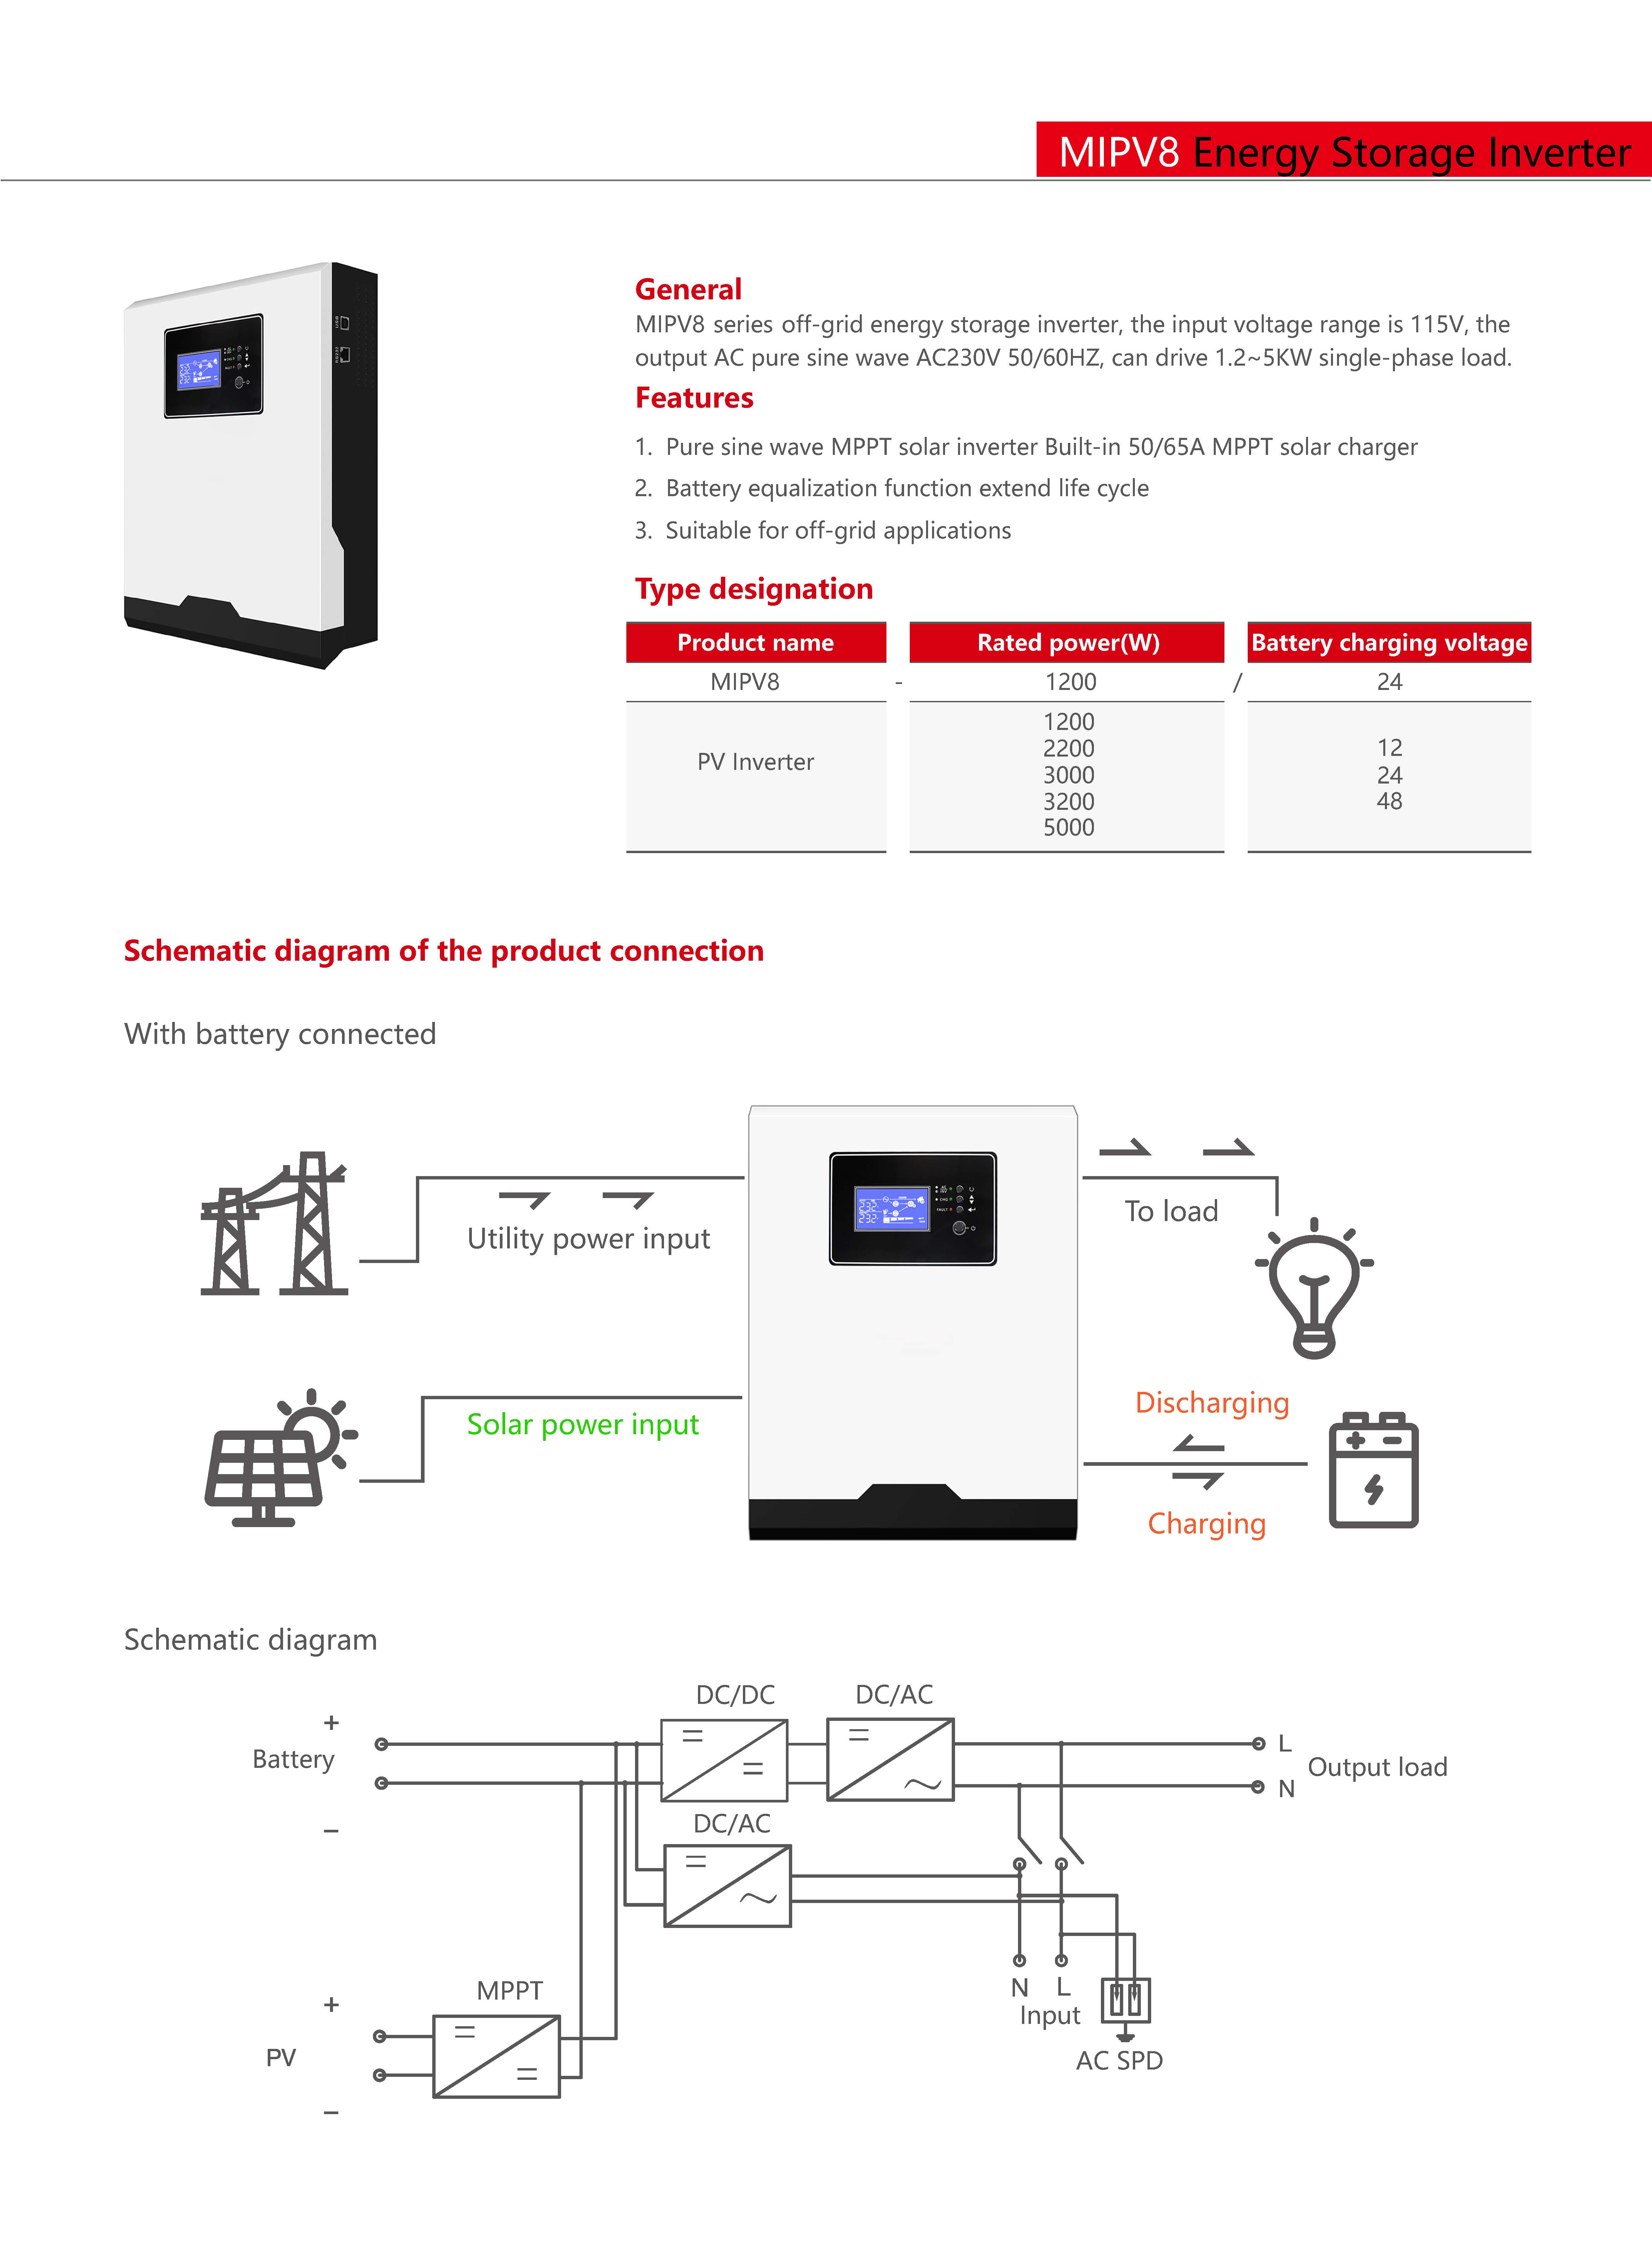 MIPV8 Energy Storage Inverter
General
MIPV8 series off-grid energy storage inverter, the input voltage range is 115V, the
output AC pure sine wave AC230V 50/60HZ, can drive 1.2~5KW single-phase load.
Features
1. Pure sine wave MPPT solar inverter Built-in 50/65A MPPT solar charger
2. Battery equalization function extend life cycle
3. Suitable for off-grid applications
Type designation
Product name Rated power(W) Battery charging voltage
MIPV8 - 1200 / 24
PV Inverter
1200
2200
3000
3200
5000
12
24
48
Schematic diagram of the product connection
With battery connected
Utility power input
To load
Solar power input
Discharging
Charging
Schematic diagram
DC/DC DC/AC
+
Battery
−
L
N
Output load
DC/AC
MPPT
+
PV
−
N L
Input
AC SPD